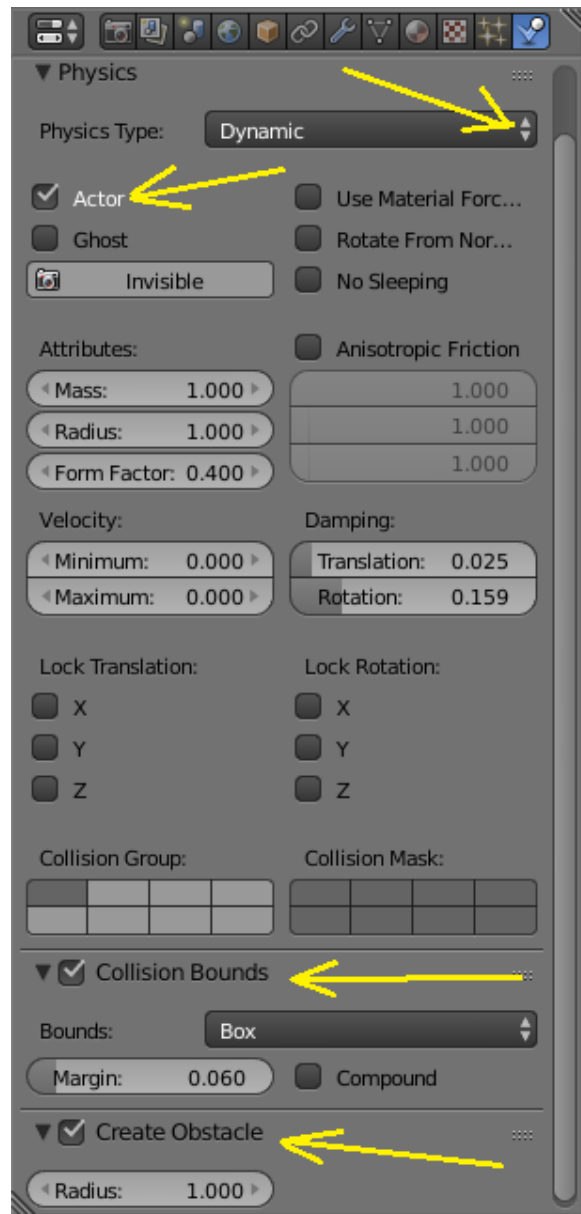 Physics
Physics Type: Dynamic
Actor Use Material Forc...
Ghost Rotate From Nor...
Invisible No Sleeping
Attributes: Anisotropic Friction
Mass: 1.000 1.000
Radius: 1.000 1.000
Form Factor: 0.400 1.000
Velocity: Damping:
Minimum: 0.000 Translation: 0.025
Maximum: 0.000 Rotation: 0.159
Lock Translation: Lock Rotation:
X X
Y Y
Z Z
Collision Group: Collision Mask:
Collision Bounds
Bounds: Box
Margin: 0.060 Compound
Create Obstacle
Radius: 1.000